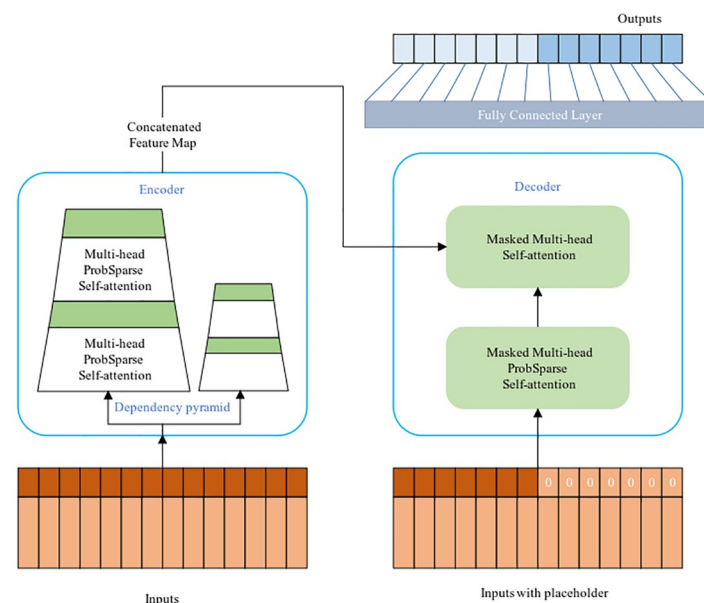 Outputs
Fully Connected Layer
Concatenated
Feature Map
Encoder
Multi-head
ProbSparse
Self-attention
Multi-head
ProbSparse
Self-attention
Dependency pyramid
Inputs
Decoder
Masked Multi-head
Self-attention
Masked Multi-head
ProbSparse
Self-attention
0 0 0 0 0 0 0
Inputs with placeholder